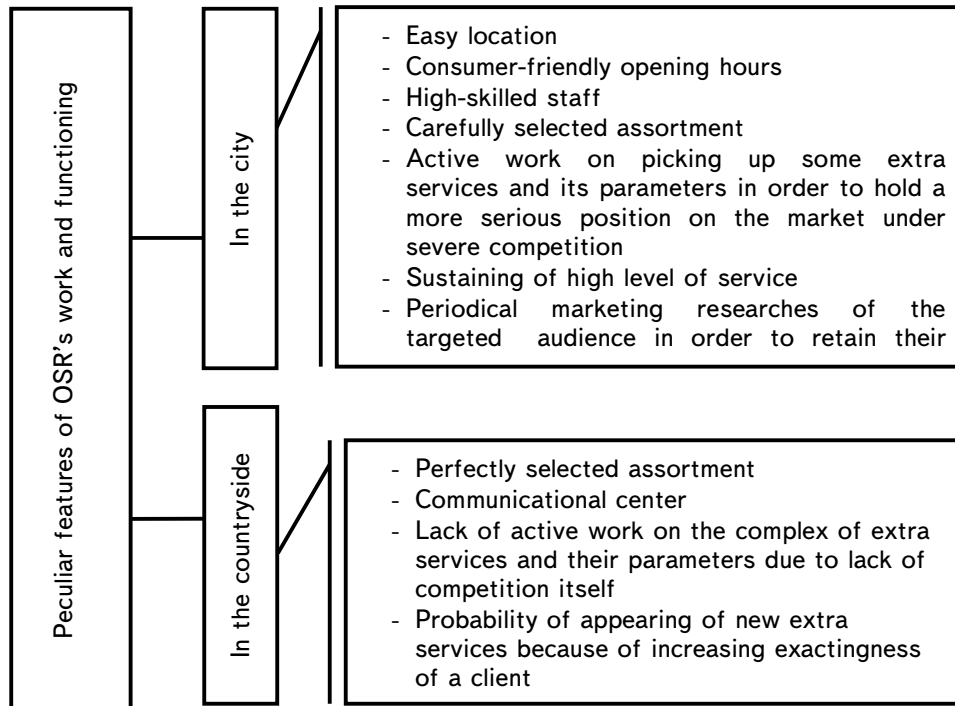 Peculiar features of OSR's work and functioning
In the city
- Easy location
- Consumer-friendly opening hours
- High-skilled staff
- Carefully selected assortment
- Active work on picking up some extra
services and its parameters in order to hold a
more serious position on the market under
severe competition
- Sustaining of high level of service
- Periodical marketing researches of the
targeted audience in order to retain their
In the countryside
- Perfectly selected assortment
- Communicational center
- Lack of active work on the complex of extra
services and their parameters due to lack of
competition itself
- Probability of appearing of new extra
services because of increasing exactingness
of a client